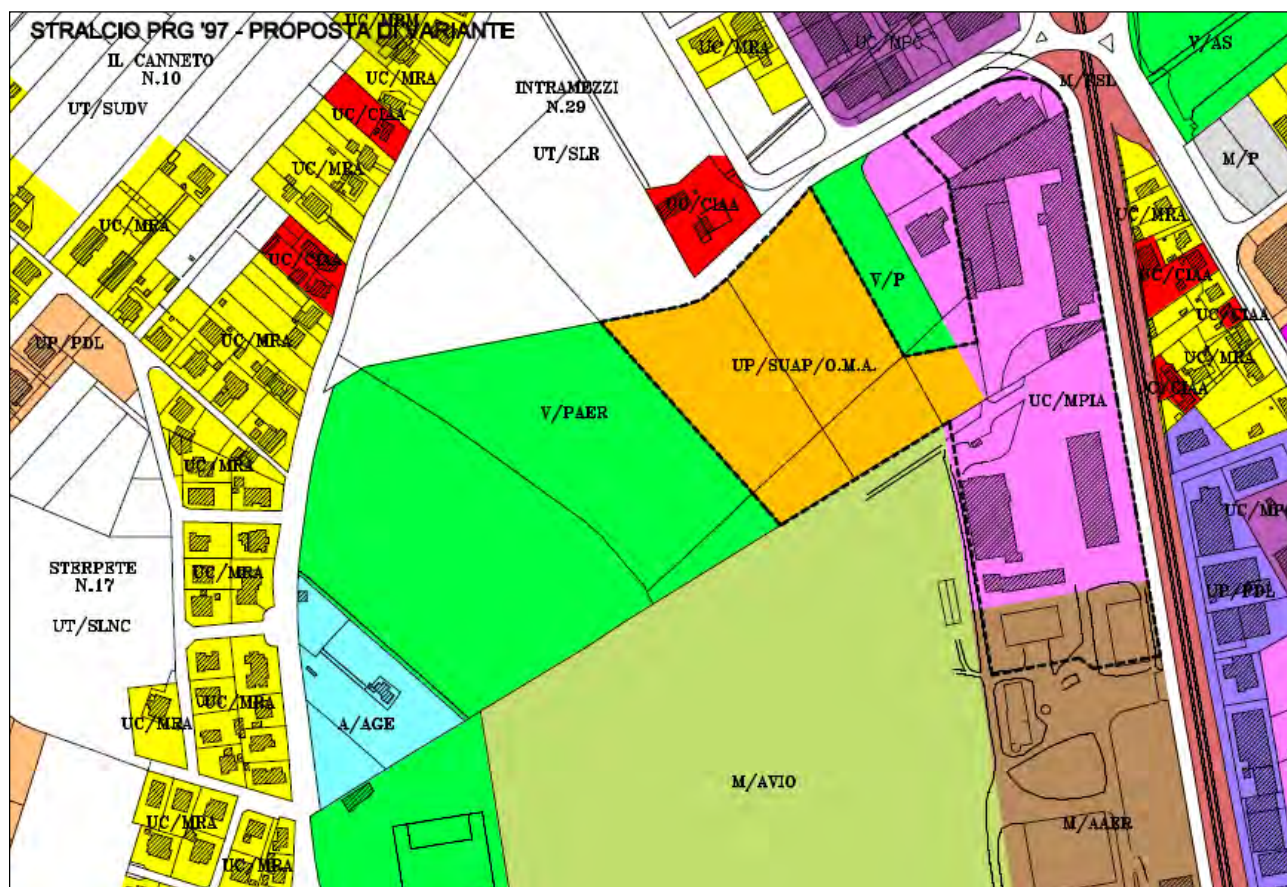 STRALCIO PRG '97 - PROPOSTA DI VARIANTE
UC/MRM
IL CANNETO
N.10
UT/SUDV
UC/MRA
UC/CIAA
UC/MRA
UC/MRA
UC/CIAA
UC/MRA
UP/PDL
UC/MRA
INTRAMEZZI
N.29
UT/SLR
UC/MRA
UC/MPC
UC/CIAA
V/AS
M/P
V/P
UP/SUAP/O.M.A.
UC/MPIA
UC/MRA
UC/CIAA
UC/CIAA
UC/MRA
UC/CIAA
V/PAER
STERPETE
N.17
UT/SLNC
UC/MRA
UC/MRA
UC/MRA
A/AGE
UC/MRA
UC/MRA
M/AVIO
M/AAER
UP/PDL